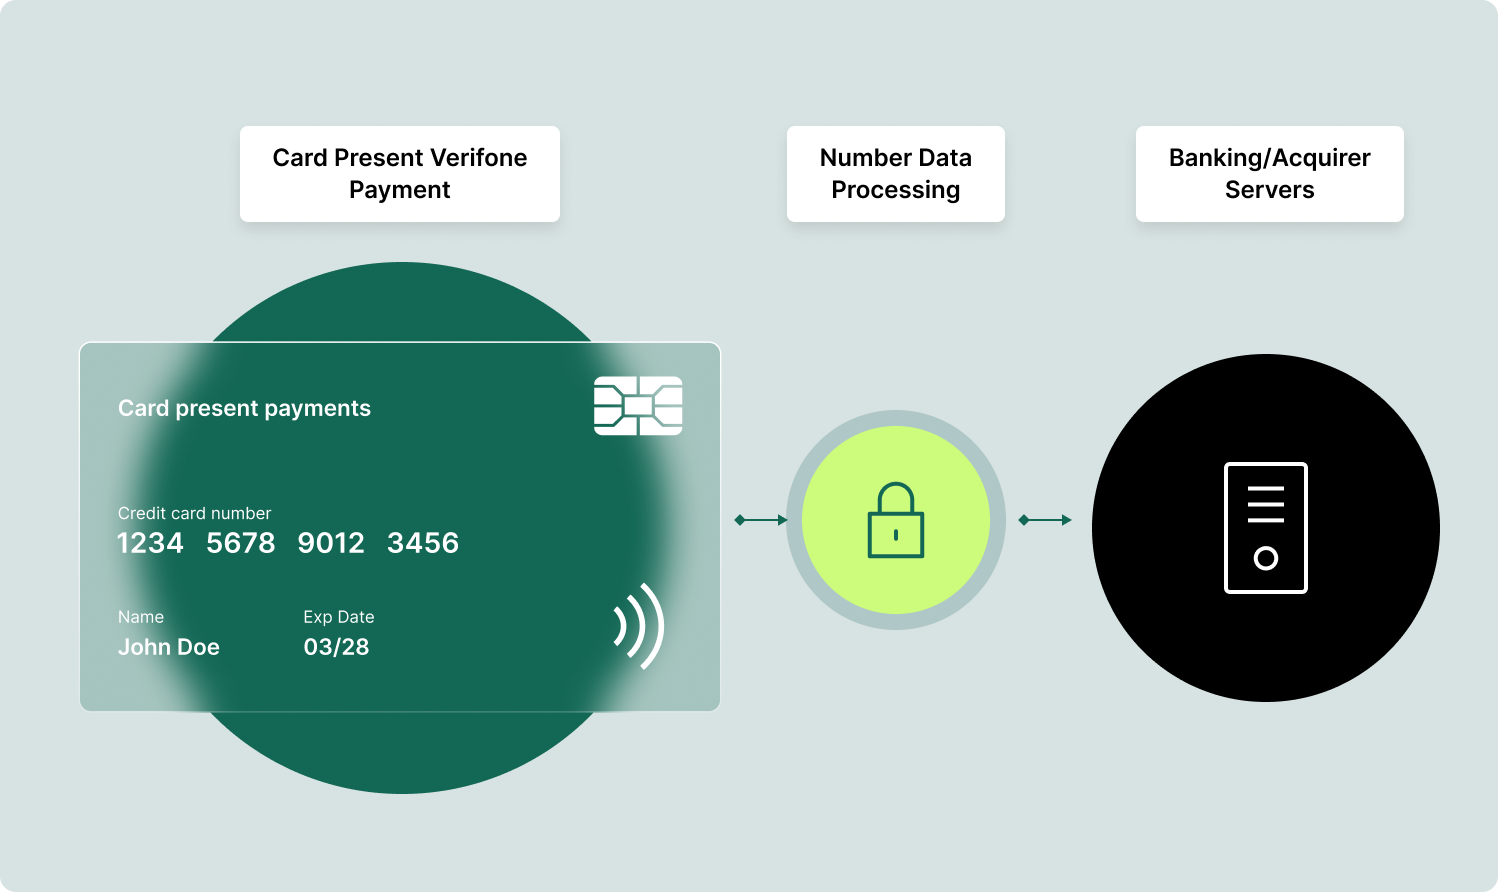 Card Present Verifone
Payment
Number Data
Processing
Banking/Acquirer
Servers
Card present payments
Credit card number
1234 5678 9012 3456
Name
John Doe
Exp Date
03/28